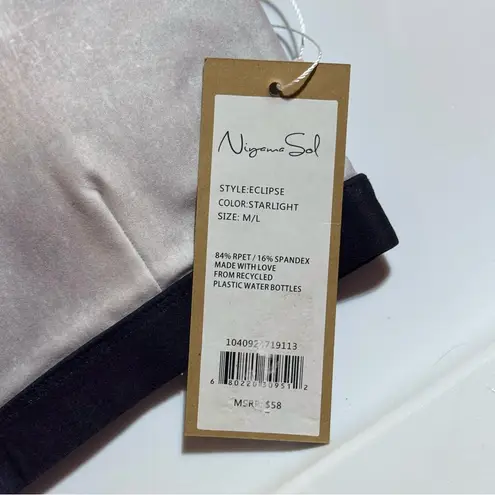 Niyama Sol
STYLE:ECLIPSE
COLOR:STARLIGHT
SIZE: M/L
84% RPET / 16% SPANDEX
MADE WITH LOVE
FROM RECYCLED
PLASTIC WATER BOTTLES
MSRP: $58